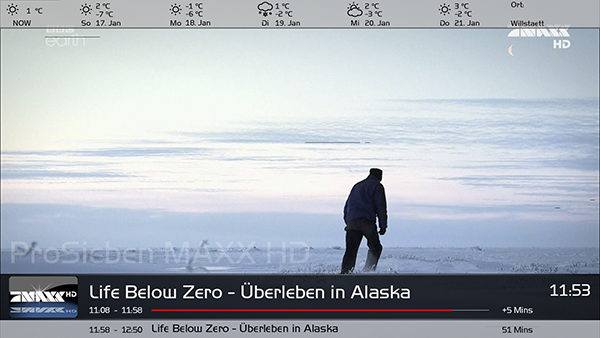 1 °C 2 °C -1 °C 1 °C 2 °C 3 °C Ort:
-7 °C -6 °C -2 °C -2 °C -2 °C
NOW So 17. Jan Mo 18. Jan Di 19. Jan Mi 20. Jan Do 21. Jan Willstaett
BBC
earth
MAXX HD
ProSieben MAXX HD
MAXX HD
Life Below Zero - Überleben in Alaska 11:53
11:08 - 11:58 +5 Mins
11:58 - 12:50 Life Below Zero - Überleben in Alaska 51 Mins